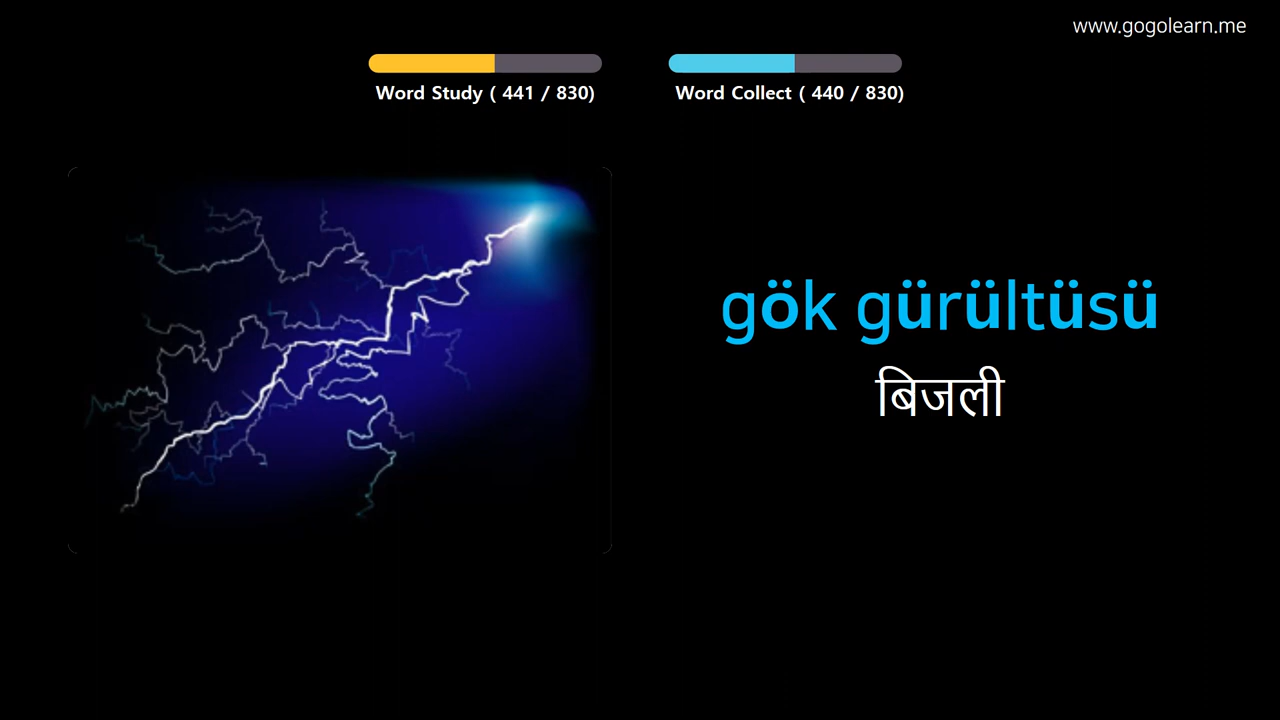 www.gogolearn.me
Word Study ( 441 / 830)
Word Collect ( 440 / 830)
gök gürültüsü
बिजली